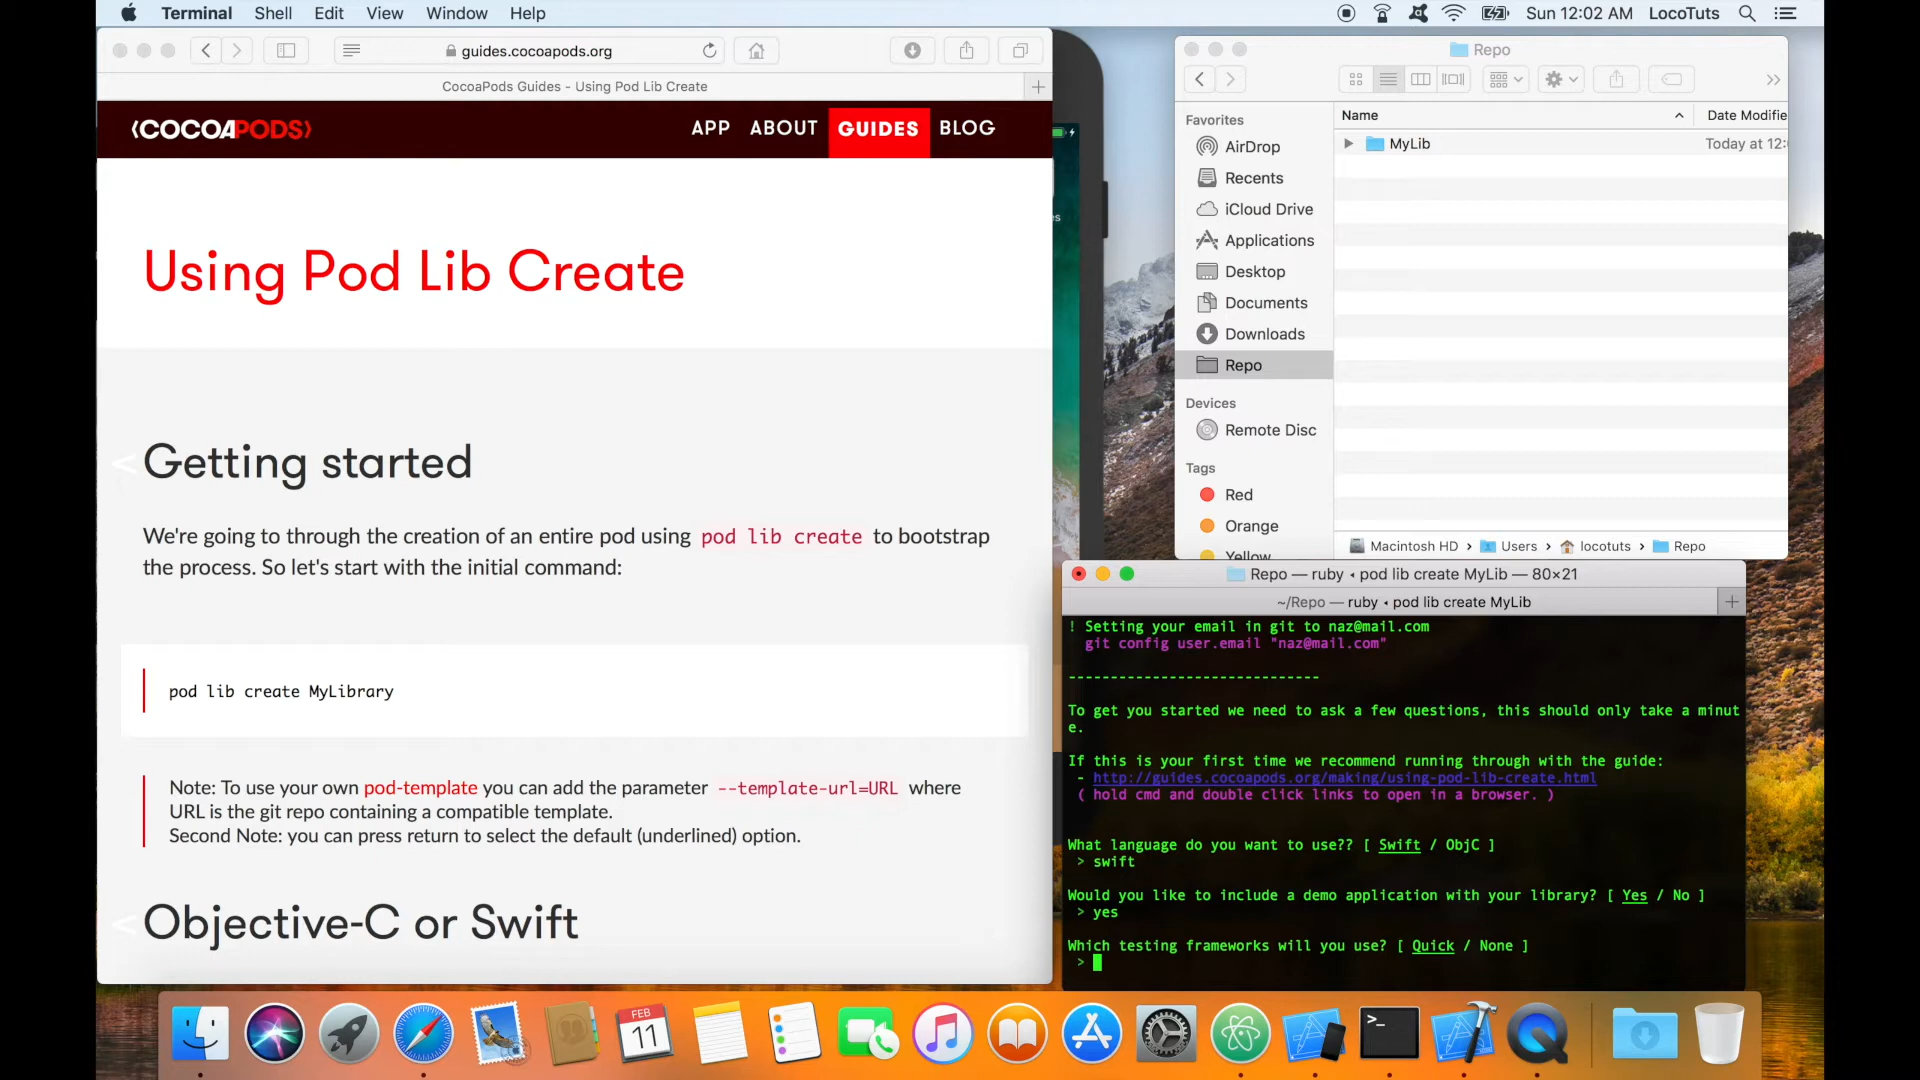 Terminal Shell Edit View Window Help
Sun 12:02 AM LocoTuts
guides.cocoapods.org
CocoaPods Guides - Using Pod Lib Create
COCOAPODS
APP ABOUT GUIDES BLOG
Using Pod Lib Create
< Getting started
We're going to through the creation of an entire pod using pod lib create to bootstrap
the process. So let's start with the initial command:
pod lib create MyLibrary
Note: To use your own pod-template you can add the parameter --template-url=URL where
URL is the git repo containing a compatible template.
Second Note: you can press return to select the default (underlined) option.
< Objective-C or Swift
Repo
Favorites
AirDrop
Recents
iCloud Drive
Applications
Desktop
Documents
Downloads
Repo
Devices
Remote Disc
Tags
Red
Orange
Yellow
Name Date Modifie
MyLib Today at 12:
Macintosh HD › Users › locotuts › Repo
Repo — ruby ◂ pod lib create MyLib — 80×21
~/Repo — ruby ◂ pod lib create MyLib
! Setting your email in git to naz@mail.com
git config user.email "naz@mail.com"
------------------------------
To get you started we need to ask a few questions, this should only take a minut
e.
If this is your first time we recommend running through with the guide:
- http://guides.cocoapods.org/making/using-pod-lib-create.html
( hold cmd and double click links to open in a browser. )
What language do you want to use?? [ Swift / ObjC ]
> swift
Would you like to include a demo application with your library? [ Yes / No ]
> yes
Which testing frameworks will you use? [ Quick / None ]
>
FEB
11
>_